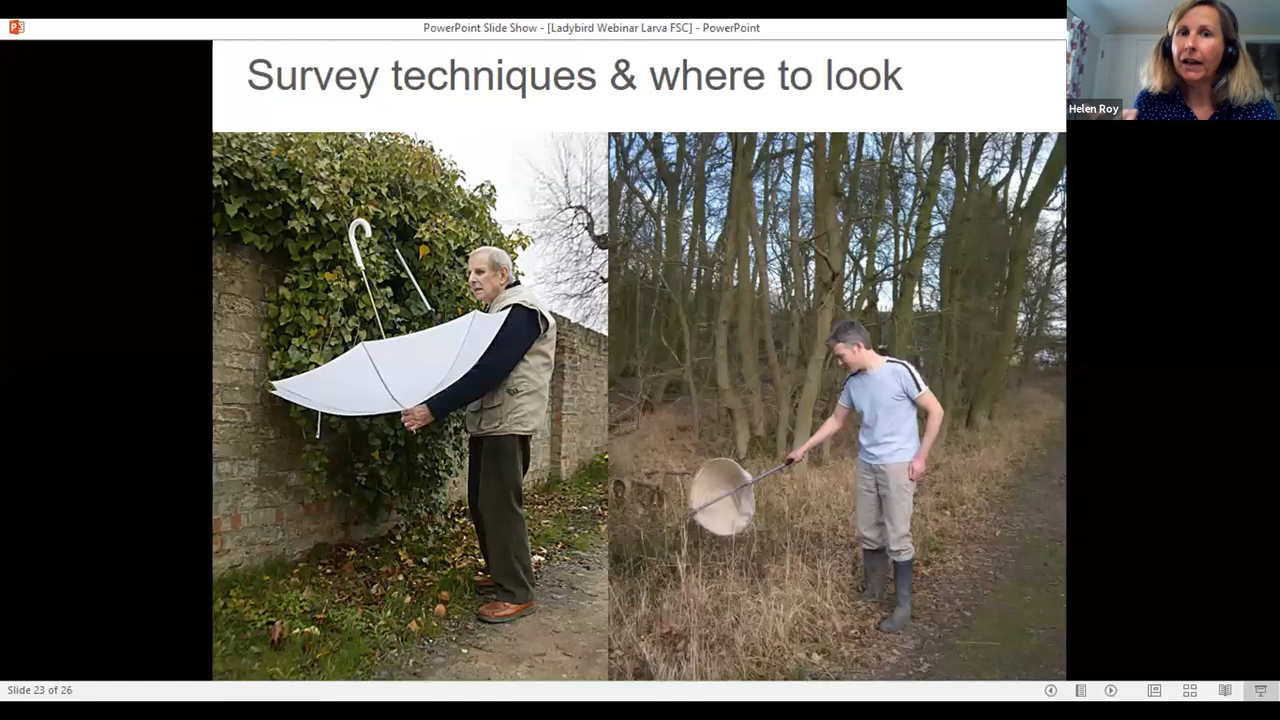 PowerPoint Slide Show - [Ladybird Webinar Larva FSC] - PowerPoint
Survey techniques & where to look
Helen Roy
Slide 23 of 26